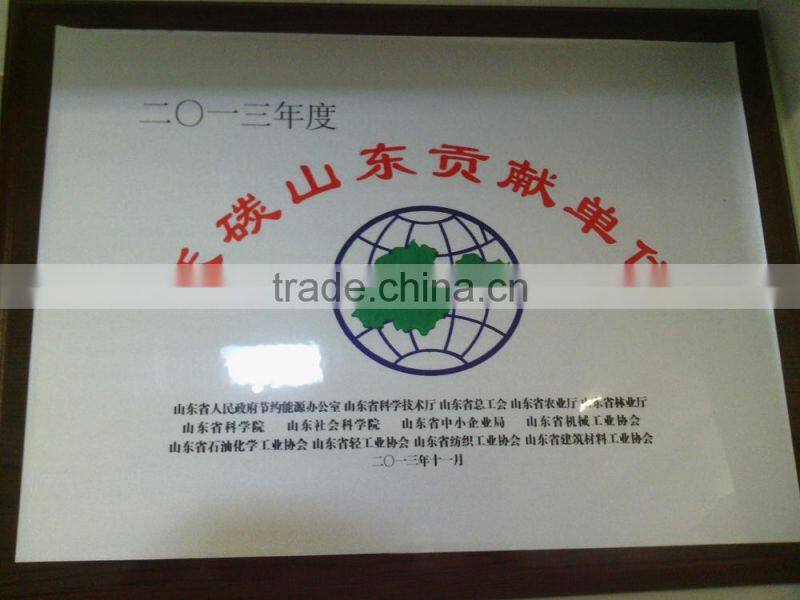 二〇一三年度
低碳山东贡献单位
trade.china.cn
山东省人民政府节约能源办公室 山东省科学技术厅 山东省总工会 山东省农业厅 山东省林业厅
山东省科学院 山东社会科学院 山东省中小企业局 山东省机械工业协会
山东省石油化学工业协会 山东省轻工业协会 山东省纺织工业协会 山东省建筑材料工业协会
二〇一三年十一月